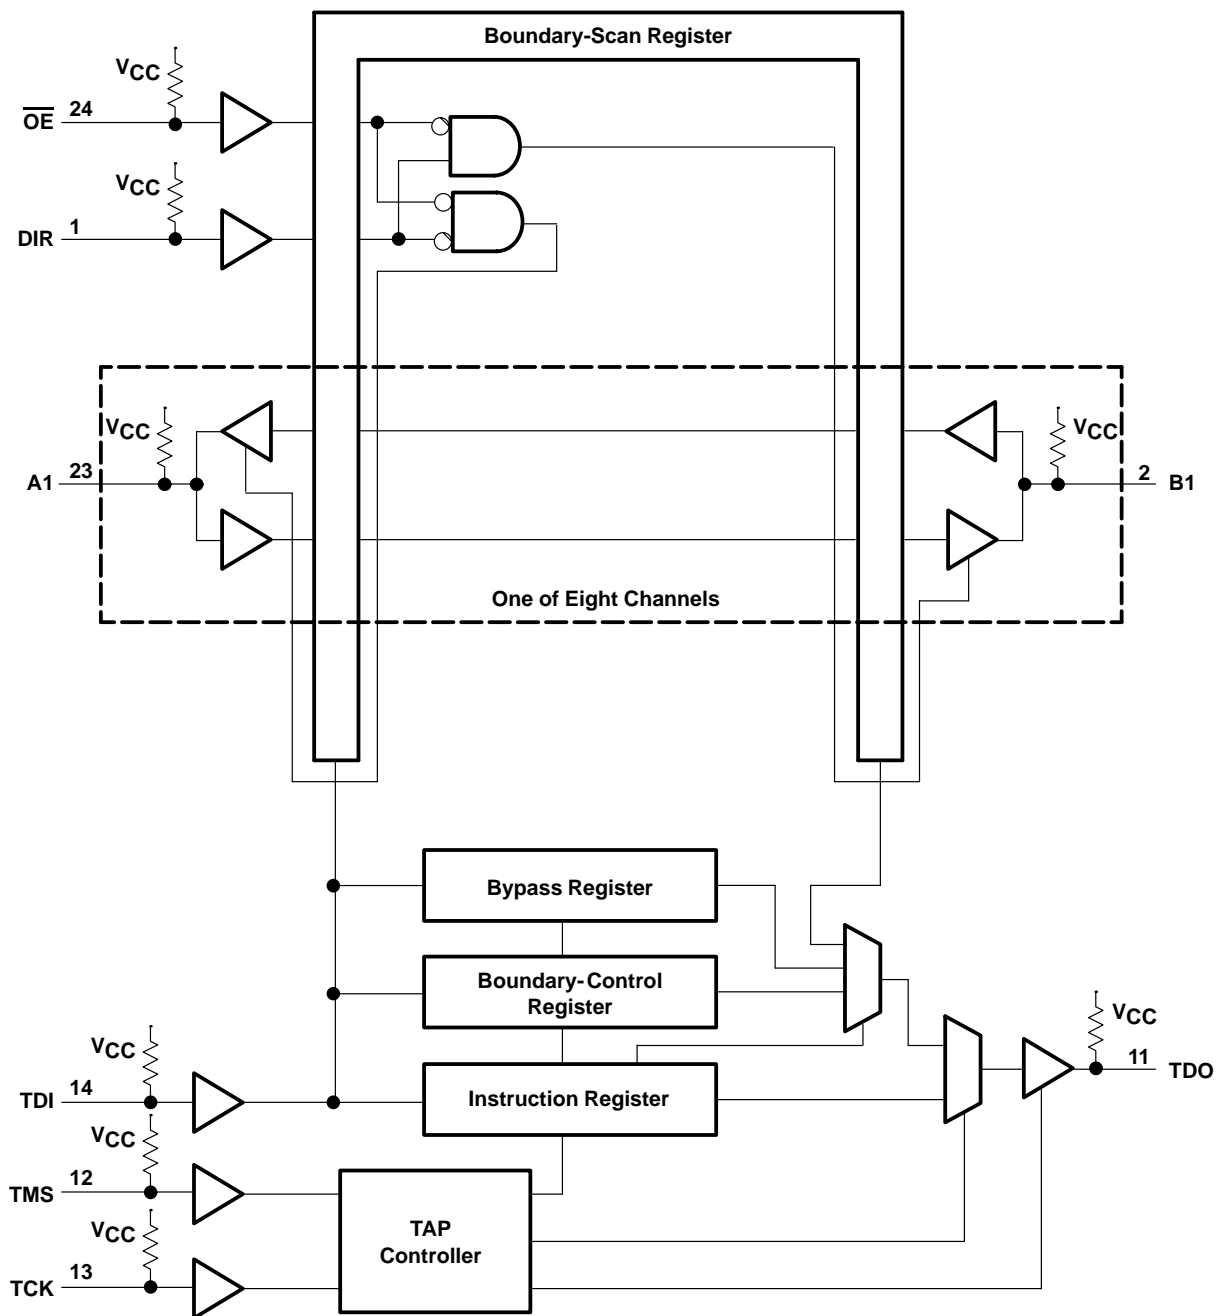 Boundary-Scan Register
VCC
OE 24
VCC
DIR 1
VCC
VCC
A1 23
2 B1
One of Eight Channels
Bypass Register
Boundary-Control
Register
VCC
VCC
TDI 14
Instruction Register
11 TDO
VCC
TMS 12
TAP
Controller
VCC
TCK 13